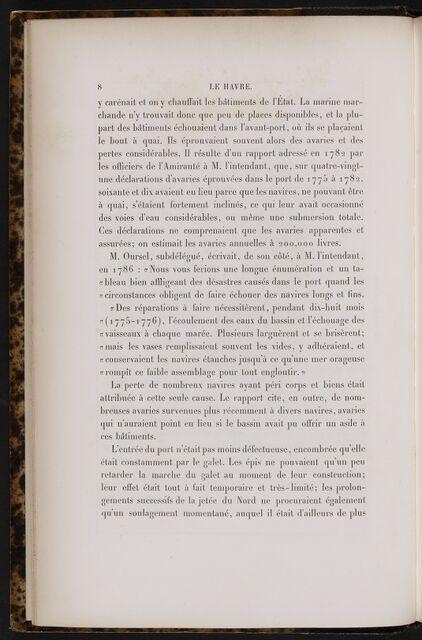 8 LE HAVRE.
y carénait et on y chauffait les bâtiments de l'État. La marine mar-
chande n'y trouvait donc que peu de places disponibles, et la plu-
part des bâtiments échouaient dans l'avant-port, où ils se plaçaient
le bout à quai. Ils éprouvaient souvent alors des avaries et des
pertes considérables. Il résulte d'un rapport adressé en 1782 par
les officiers de l'Amirauté à M. l'intendant, que, sur quatre-vingt-
une déclarations d'avaries éprouvées dans le port de 1775 à 1782,
soixante et dix avaient eu lieu parce que les navires, ne pouvant être
à quai, s'étaient fortement inclinés, ce qui leur avait occasionné
des voies d'eau considérables, ou même une submersion totale.
Ces déclarations ne comprenaient que les avaries apparentes et
assurées; on estimait les avaries annuelles à 200,000 livres.
M. Oursel, subdélégué, écrivait, de son côté, à M. l'intendant,
en 1786 : «Nous vous ferions une longue énumération et un ta-
«bleau bien affligeant des désastres causés dans le port quand les
«circonstances obligent de faire échouer des navires longs et fins.
«Des réparations à faire nécessitèrent, pendant dix-huit mois
«(1775-1776), l'écoulement des eaux du bassin et l'échouage des
«vaisseaux à chaque marée. Plusieurs larguèrent et se brisèrent;
«mais les vases remplissaient souvent les vides, y adhéraient, et
«conservaient les navires étanches jusqu'à ce qu'une mer orageuse
«rompît ce faible assemblage pour tout engloutir.»
La perte de nombreux navires ayant péri corps et biens était
attribuée à cette seule cause. Le rapport cite, en outre, de nom-
breuses avaries survenues plus récemment à divers navires, avaries
qui n'auraient point eu lieu si le bassin avait pu offrir un asile à
ces bâtiments.
L'entrée du port n'était pas moins défectueuse, encombrée qu'elle
était constamment par le galet. Les épis ne pouvaient qu'un peu
retarder la marche du galet au moment de leur construction;
leur effet était tout à fait temporaire et très-limité; les prolon-
gements successifs de la jetée du Nord ne procuraient également
qu'un soulagement momentané, auquel il était d'ailleurs de plus